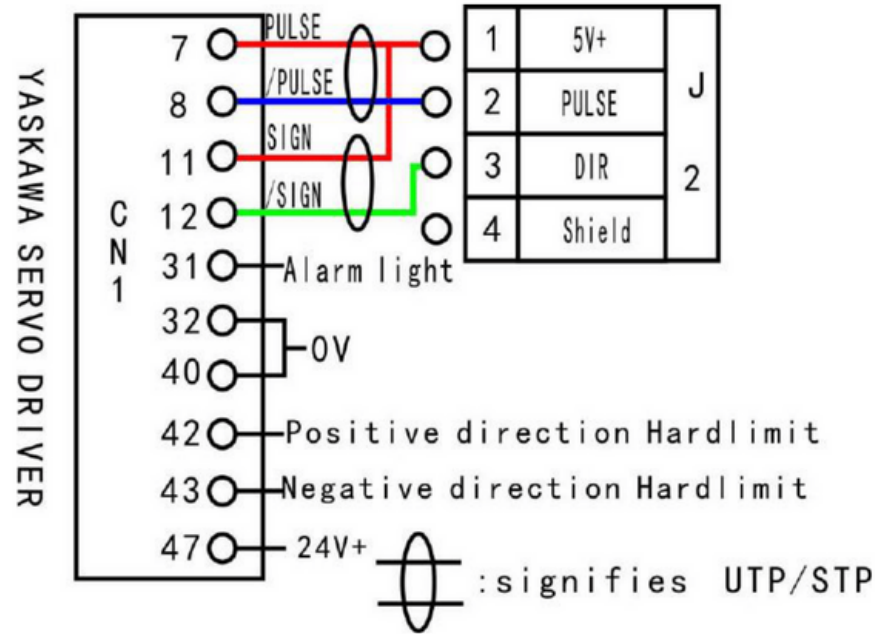 YASKAWA SERVO DRIVER
CN1
7 PULSE
8 /PULSE
11 SIGN
12 /SIGN
31 Alarm light
32
40
0V
42 Positive direction Hardlimit
43 Negative direction Hardlimit
47 24V+
1 5V+
2 PULSE
3 DIR
4 Shield
J2
:signifies UTP/STP